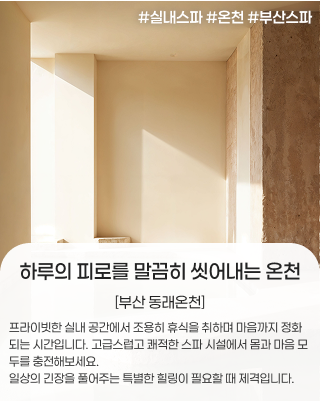 #실내스파 #온천 #부산스파
하루의 피로를 말끔히 씻어내는 온천
[부산 동래온천]
프라이빗한 실내 공간에서 조용히 휴식을 취하며 마음까지 정화
되는 시간입니다. 고급스럽고 쾌적한 스파 시설에서 몸과 마음 모
두를 충전해보세요.
일상의 긴장을 풀어주는 특별한 힐링이 필요할 때 제격입니다.